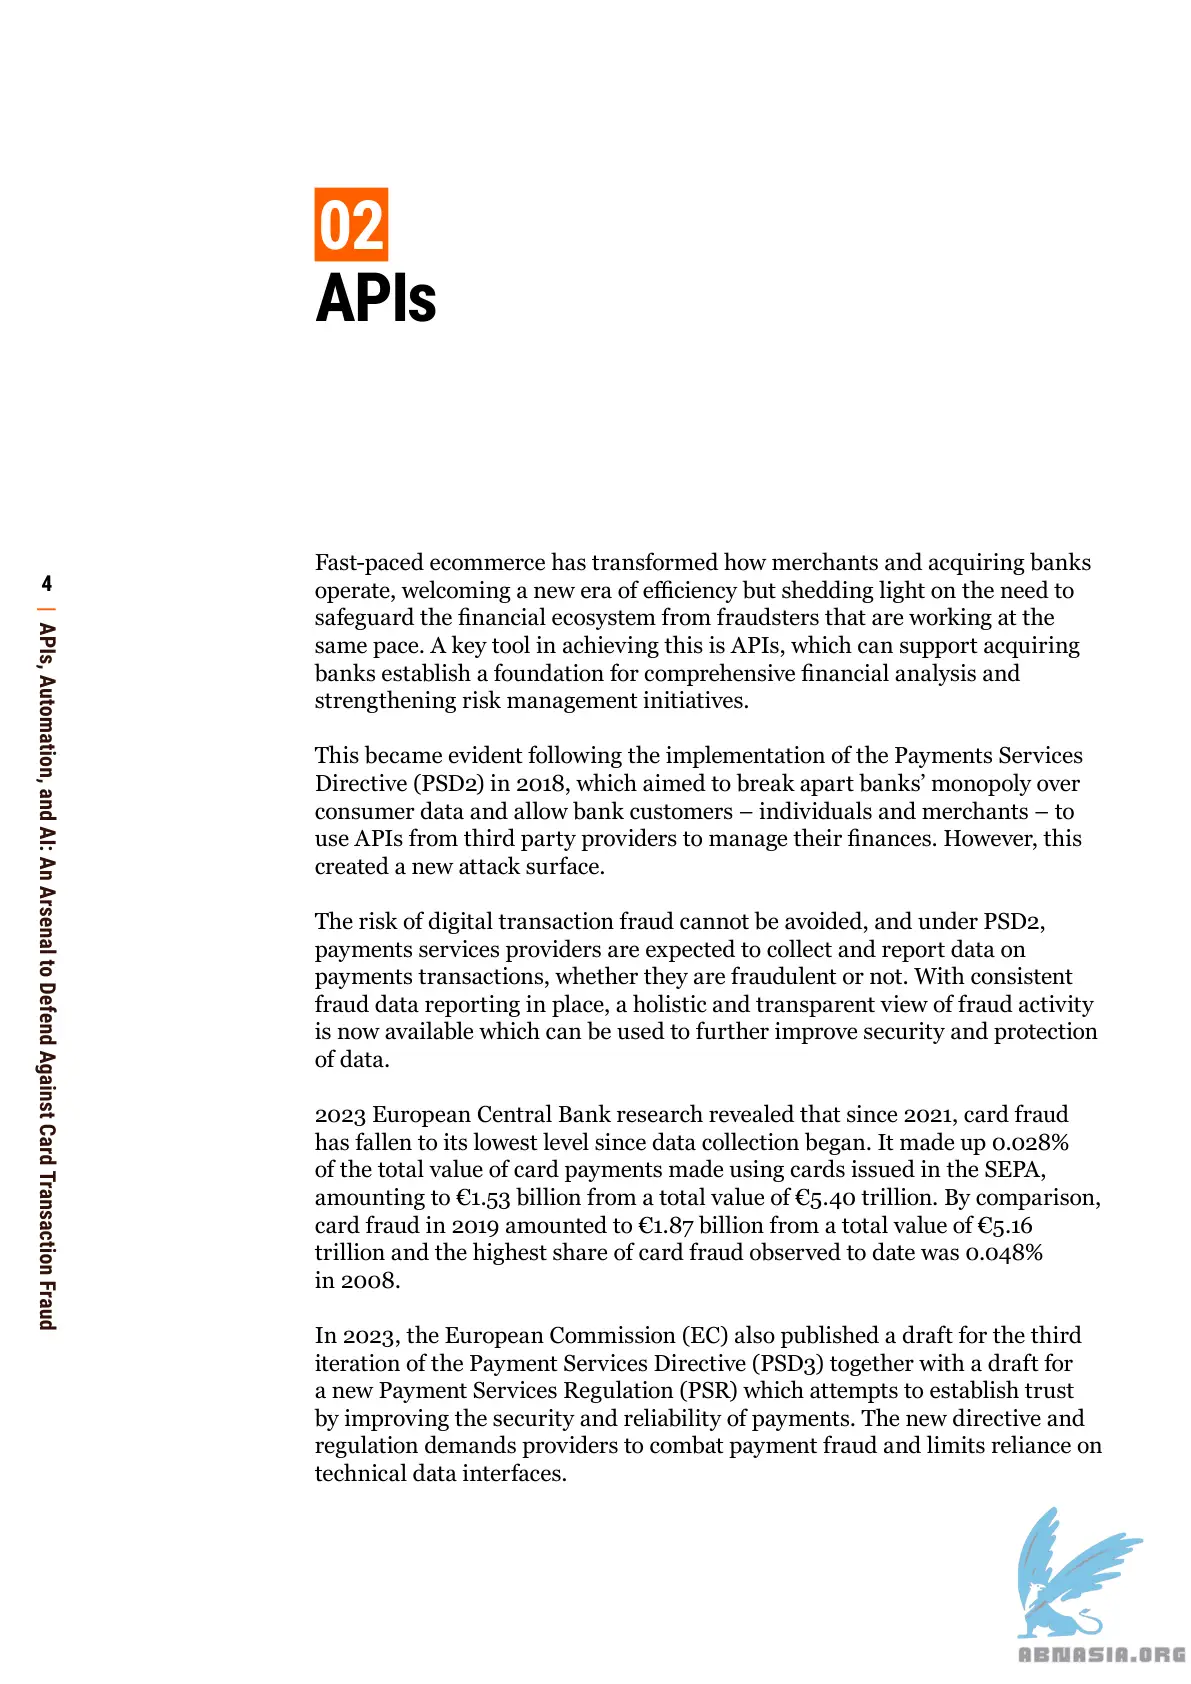 02
APIs
Fast-paced ecommerce has transformed how merchants and acquiring banks
operate, welcoming a new era of efficiency but shedding light on the need to
safeguard the financial ecosystem from fraudsters that are working at the
same pace. A key tool in achieving this is APIs, which can support acquiring
banks establish a foundation for comprehensive financial analysis and
strengthening risk management initiatives.
This became evident following the implementation of the Payments Services
Directive (PSD2) in 2018, which aimed to break apart banks’ monopoly over
consumer data and allow bank customers – individuals and merchants – to
use APIs from third party providers to manage their finances. However, this
created a new attack surface.
The risk of digital transaction fraud cannot be avoided, and under PSD2,
payments services providers are expected to collect and report data on
payments transactions, whether they are fraudulent or not. With consistent
fraud data reporting in place, a holistic and transparent view of fraud activity
is now available which can be used to further improve security and protection
of data.
2023 European Central Bank research revealed that since 2021, card fraud
has fallen to its lowest level since data collection began. It made up 0.028%
of the total value of card payments made using cards issued in the SEPA,
amounting to €1.53 billion from a total value of €5.40 trillion. By comparison,
card fraud in 2019 amounted to €1.87 billion from a total value of €5.16
trillion and the highest share of card fraud observed to date was 0.048%
in 2008.
In 2023, the European Commission (EC) also published a draft for the third
iteration of the Payment Services Directive (PSD3) together with a draft for
a new Payment Services Regulation (PSR) which attempts to establish trust
by improving the security and reliability of payments. The new directive and
regulation demands providers to combat payment fraud and limits reliance on
technical data interfaces.
4 | APIs, Automation, and AI: An Arsenal to Defend Against Card Transaction Fraud
ABNASIA.ORG